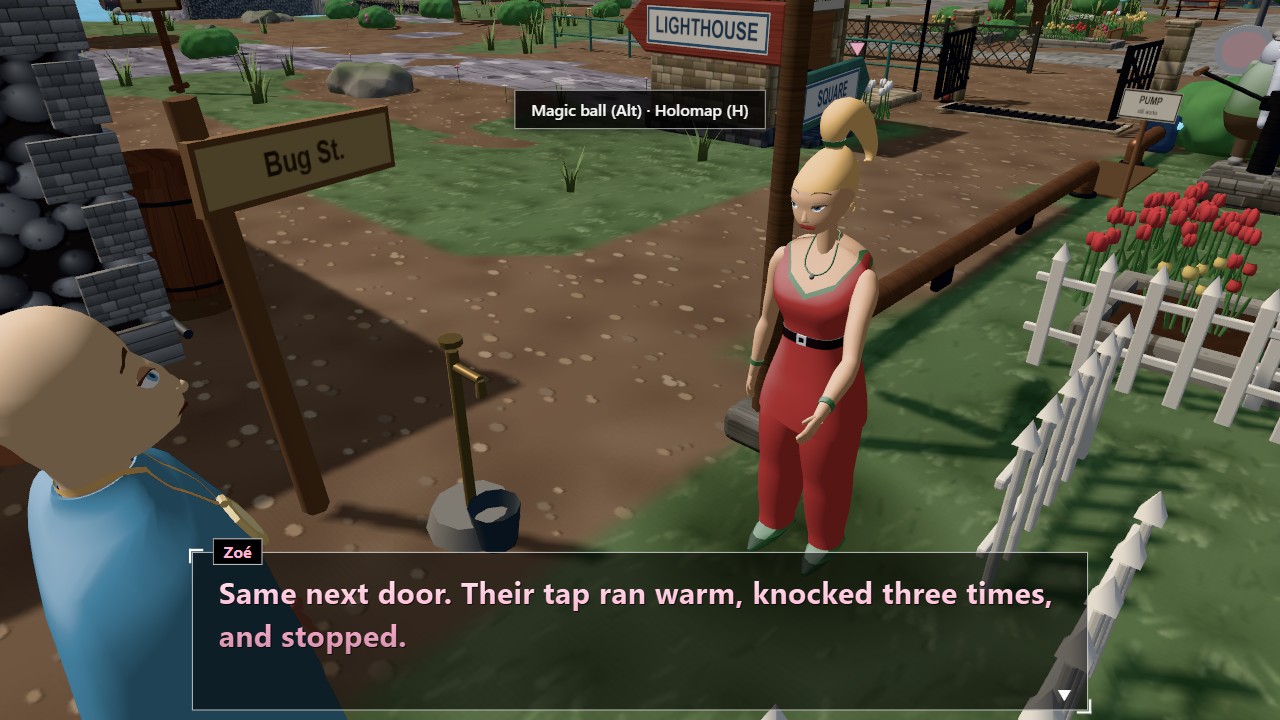 LIGHTHOUSE
SQUARE
PUMP
Magic ball (Alt) · Holomap (H)
Bug St.
Zoé
Same next door. Their tap ran warm, knocked three times,
and stopped.